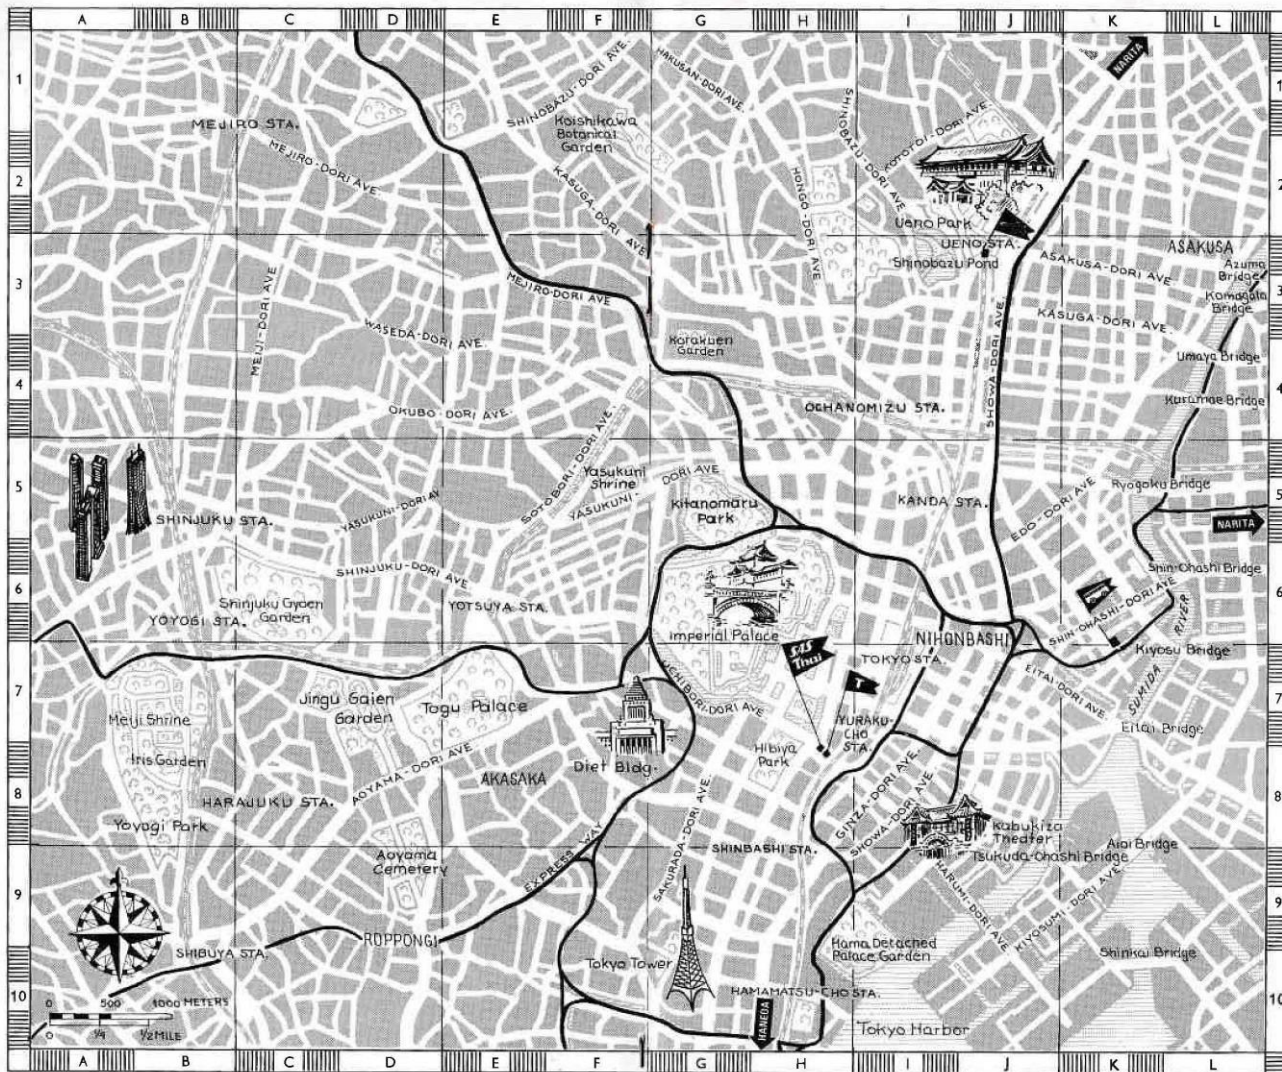 A B C D E F G H I J K L
1
1
NARITA
SHINOBAZU-DORI AVE.
HAKUSAN-DORI AVE.
SHINOBAZU-DORI AVE
KOTOTOI-DORI AVE.
MEJIRO STA.
Koishikawa
Botanical
Garden
MEJIRO-DORI AVE.
2
2
KASUGA-DORI AVE
HONGO-DORI AVE
Ueno Park
UENO STA.
ASAKUSA
Shinobazu Pond
ASAKUSA-DORI AVE.
Azuma
Bridge
3
3
MEIJI-DORI AVE
MEJIRO-DORI AVE
Komagata
Bridge
WASEDA-DORI AVE.
KASUGA-DORI AVE.
SHOWA-DORI AVE.
Korakuen
Garden
Umaya Bridge
4
4
OKUBO-DORI AVE.
OCHANOMIZU STA.
Kuramae Bridge
SOTOBORI-DORI AVE.
Yasukuni
Shrine
YASUKUNI-DORI AVE
5
5
Kitanomaru
Park
KANDA STA.
Ryogoku Bridge
YASUKUNI-DORI AV
EDO-DORI AVE
SHINJUKU STA.
NARITA
SHINJUKU-DORI AVE
Shin-Ohashi Bridge
6
6
Shinjuku Gyoen
Garden
YOTSUYA STA.
YOYOGI STA.
Imperial Palace
NIHONBASHI
SHIN-OHASHI-DORI AVE
Kiyosu Bridge
SUMIDA RIVER
SAS
Thai
TOKYO STA.
T
EITAI-DORI AVE.
7
7
Jingu Gaien
Garden
Togu Palace
UCHIBORI-DORI AVE
Meiji Shrine
YURAKU-
CHO
STA.
Eitai Bridge
Iris Garden
Hibiya
Park
Diet Bldg.
AKASAKA
AOYAMA-DORI AVE
8
8
HARAJUKU STA.
GINZA-DORI AVE.
SHOWA-DORI AVE.
Yoyogi Park
SAKURADA-DORI AVE.
Kabukiza
Theater
SHINBASHI STA.
Aioi Bridge
Tsukuda-Ohashi Bridge
Aoyama
Cemetery
EXPRESS WAY
9
9
HARUMI-DORI AVE.
KIYOSUMI-DORI AVE.
ROPPONGI
SHIBUYA STA.
Hama Detached
Palace Garden
Shinkai Bridge
Tokyo Tower
HAMAMATSU-CHO STA.
10
10
0 500 1000 METERS
0 1/4 1/2 MILE
HANEDA
Tokyo Harbor
A B C D E F G H I J K L